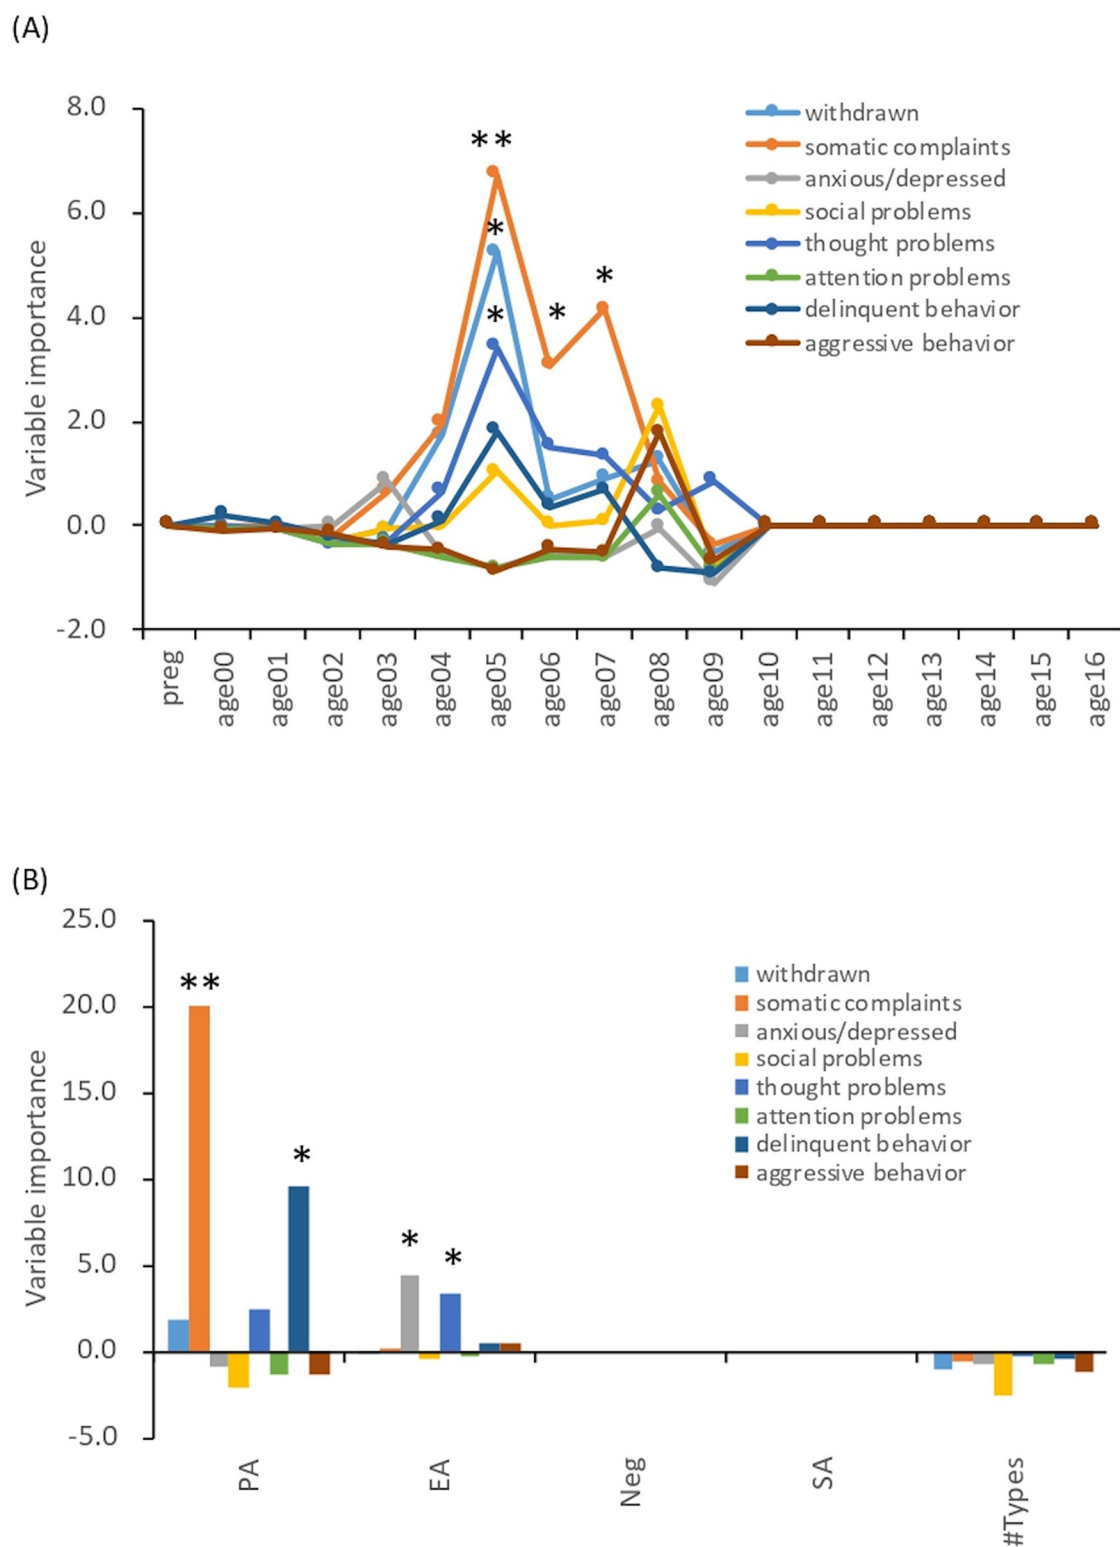 (A)
8.0
6.0
4.0
2.0
0.0
-2.0
Variable importance
**
*
*
*
*
withdrawn
somatic complaints
anxious/depressed
social problems
thought problems
attention problems
delinquent behavior
aggressive behavior
preg
age00
age01
age02
age03
age04
age05
age06
age07
age08
age09
age10
age11
age12
age13
age14
age15
age16
(B)
25.0
20.0
15.0
10.0
5.0
0.0
-5.0
Variable importance
**
*
*
*
withdrawn
somatic complaints
anxious/depressed
social problems
thought problems
attention problems
delinquent behavior
aggressive behavior
PA
EA
Neg
SA
#Types